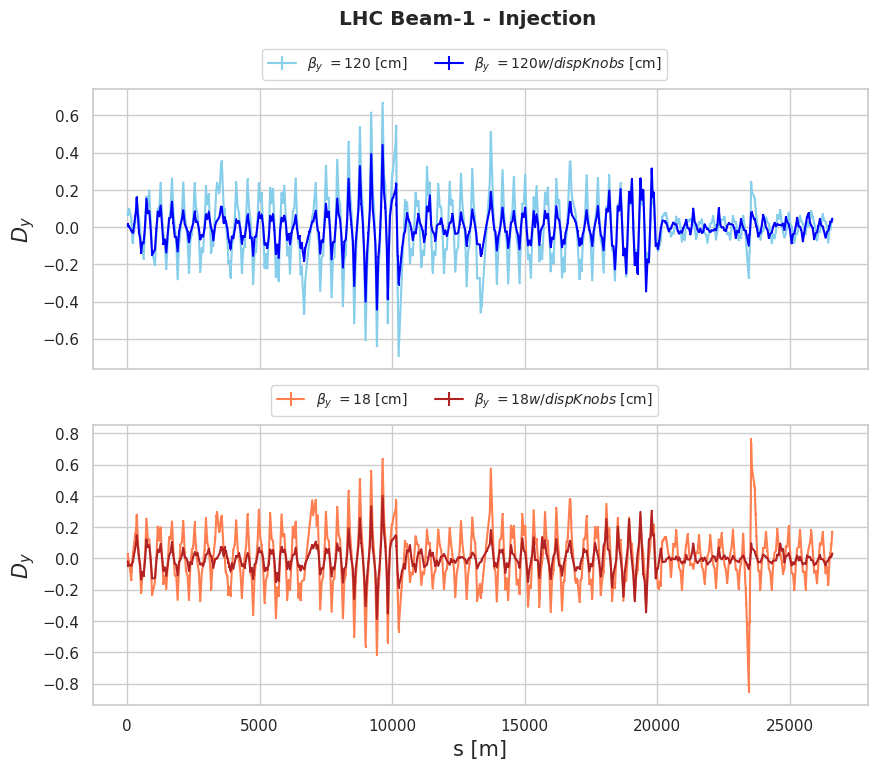 LHC Beam-1 - Injection
β_y = 120 [cm] β_y = 120w/dispKnobs [cm]
0.6
0.4
0.2
0.0
−0.2
−0.4
−0.6
D_y
β_y = 18 [cm] β_y = 18w/dispKnobs [cm]
0.8
0.6
0.4
0.2
0.0
−0.2
−0.4
−0.6
−0.8
D_y
0 5000 10000 15000 20000 25000
s [m]